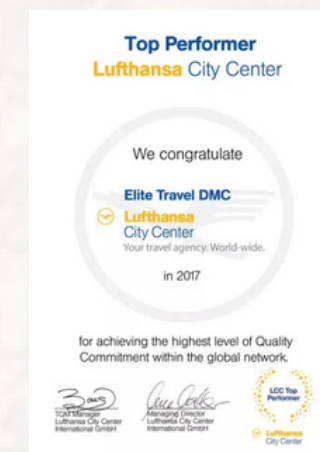 Top Performer
Lufthansa City Center
We congratulate
Elite Travel DMC
Lufthansa
City Center
Your travel agency. World-wide.
in 2017
for achieving the highest level of Quality
Commitment within the global network.
TQM Manager
Lufthansa City Center
International GmbH
Managing Director
Lufthansa City Center
International GmbH
LCC Top
Performer
Lufthansa
City Center